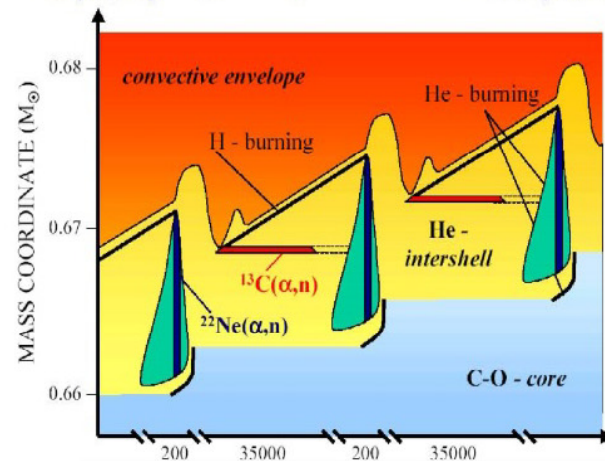 0.68
convective envelope
He - burning
H - burning
0.67
He -
intershell
¹³C(α,n)
²²Ne(α,n)
C-O - core
0.66
MASS COORDINATE (M☉)
200
35000
200
35000